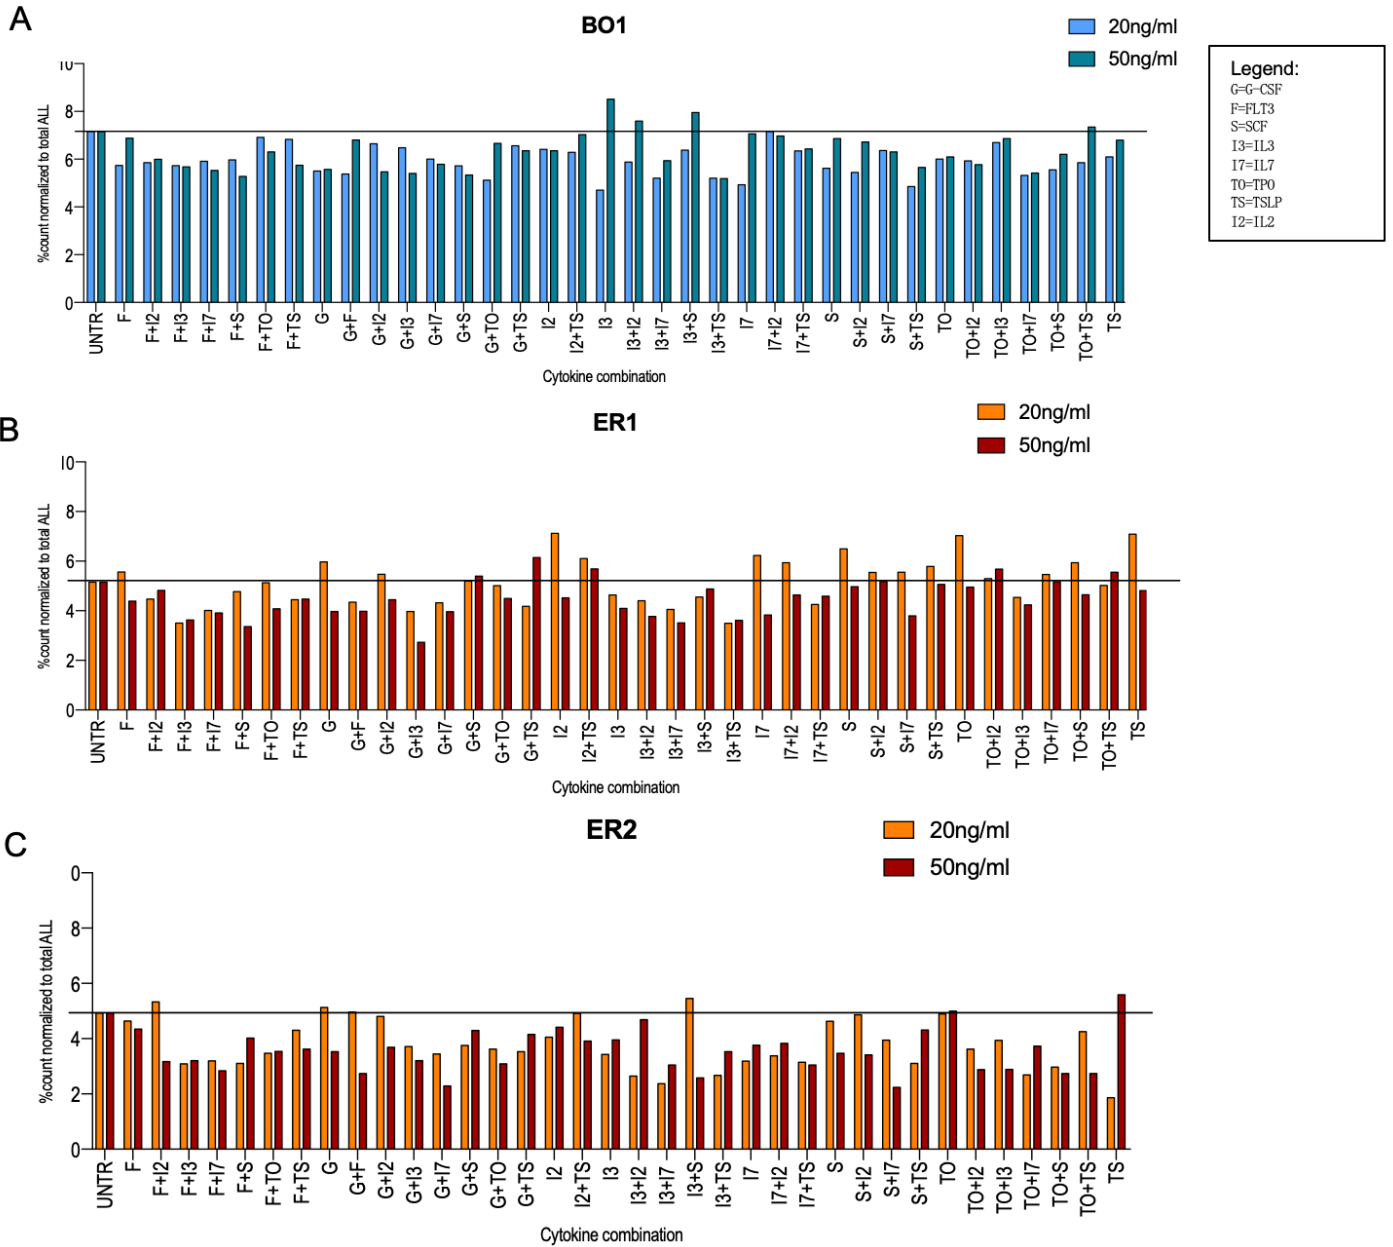 A
BO1
20ng/ml
50ng/ml
Legend:
G=G-CSF
F=FLT3
S=SCF
I3=IL3
I7=IL7
TO=TPO
TS=TSLP
I2=IL2
%count normalized to total ALL
10
8
6
4
2
0
UNTR F F+I2 F+I3 F+I7 F+S F+TO F+TS G G+F G+I2 G+I3 G+I7 G+S G+TO G+TS I2 I2+TS I3 I3+I2 I3+I7 I3+S I3+TS I7 I7+I2 I7+TS S S+I2 S+I7 S+TS TO TO+I2 TO+I3 TO+I7 TO+S TO+TS TS
Cytokine combination
B
ER1
20ng/ml
50ng/ml
%count normalized to total ALL
10
8
6
4
2
0
UNTR F F+I2 F+I3 F+I7 F+S F+TO F+TS G G+F G+I2 G+I3 G+I7 G+S G+TO G+TS I2 I2+TS I3 I3+I2 I3+I7 I3+S I3+TS I7 I7+I2 I7+TS S S+I2 S+I7 S+TS TO TO+I2 TO+I3 TO+I7 TO+S TO+TS TS
Cytokine combination
C
ER2
20ng/ml
50ng/ml
%count normalized to total ALL
0
8
6
4
2
0
UNTR F F+I2 F+I3 F+I7 F+S F+TO F+TS G G+F G+I2 G+I3 G+I7 G+S G+TO G+TS I2 I2+TS I3 I3+I2 I3+I7 I3+S I3+TS I7 I7+I2 I7+TS S S+I2 S+I7 S+TS TO TO+I2 TO+I3 TO+I7 TO+S TO+TS TS
Cytokine combination